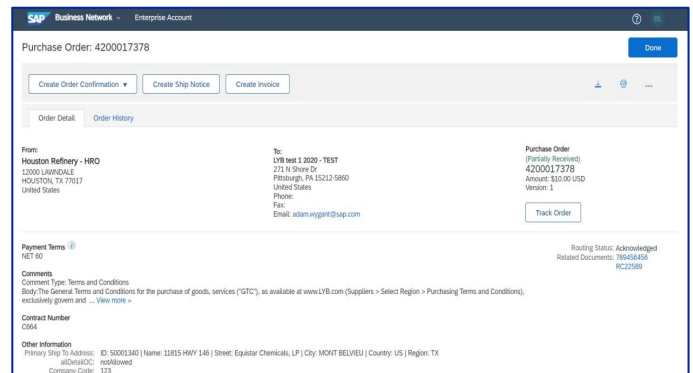 SAP Business Network Enterprise Account
BL
Purchase Order: 4200017378
Done
Create Order Confirmation ▼
Create Ship Notice
Create Invoice
...
Order Detail
Order History
From:
Houston Refinery - HRO
12000 LAWNDALE
HOUSTON, TX 77017
United States
To:
LYB test 1 2020 - TEST
271 N Shore Dr
Pittsburgh, PA 15212-5860
United States
Phone:
Fax:
Email: adam.wygant@sap.com
Purchase Order
(Partially Received)
4200017378
Amount: $10.00 USD
Version: 1
Track Order
Payment Terms
NET 60
Routing Status: Acknowledged
Related Documents: 789456456
RC22589
Comments
Comment Type: Terms and Conditions
Body:The General Terms and Conditions for the purchase of goods, services ("GTC"), as available at www.LYB.com (Suppliers > Select Region > Purchasing Terms and Conditions),
exclusively govern and ... View more »
Contract Number
C664
Other Information
Primary Ship To Address: ID: 50001340 | Name: 11815 HWY 146 | Street: Equistar Chemicals, LP | City: MONT BELVIEU | Country: US | Region: TX
allDetailOC: notAllowed
Company Code: 123